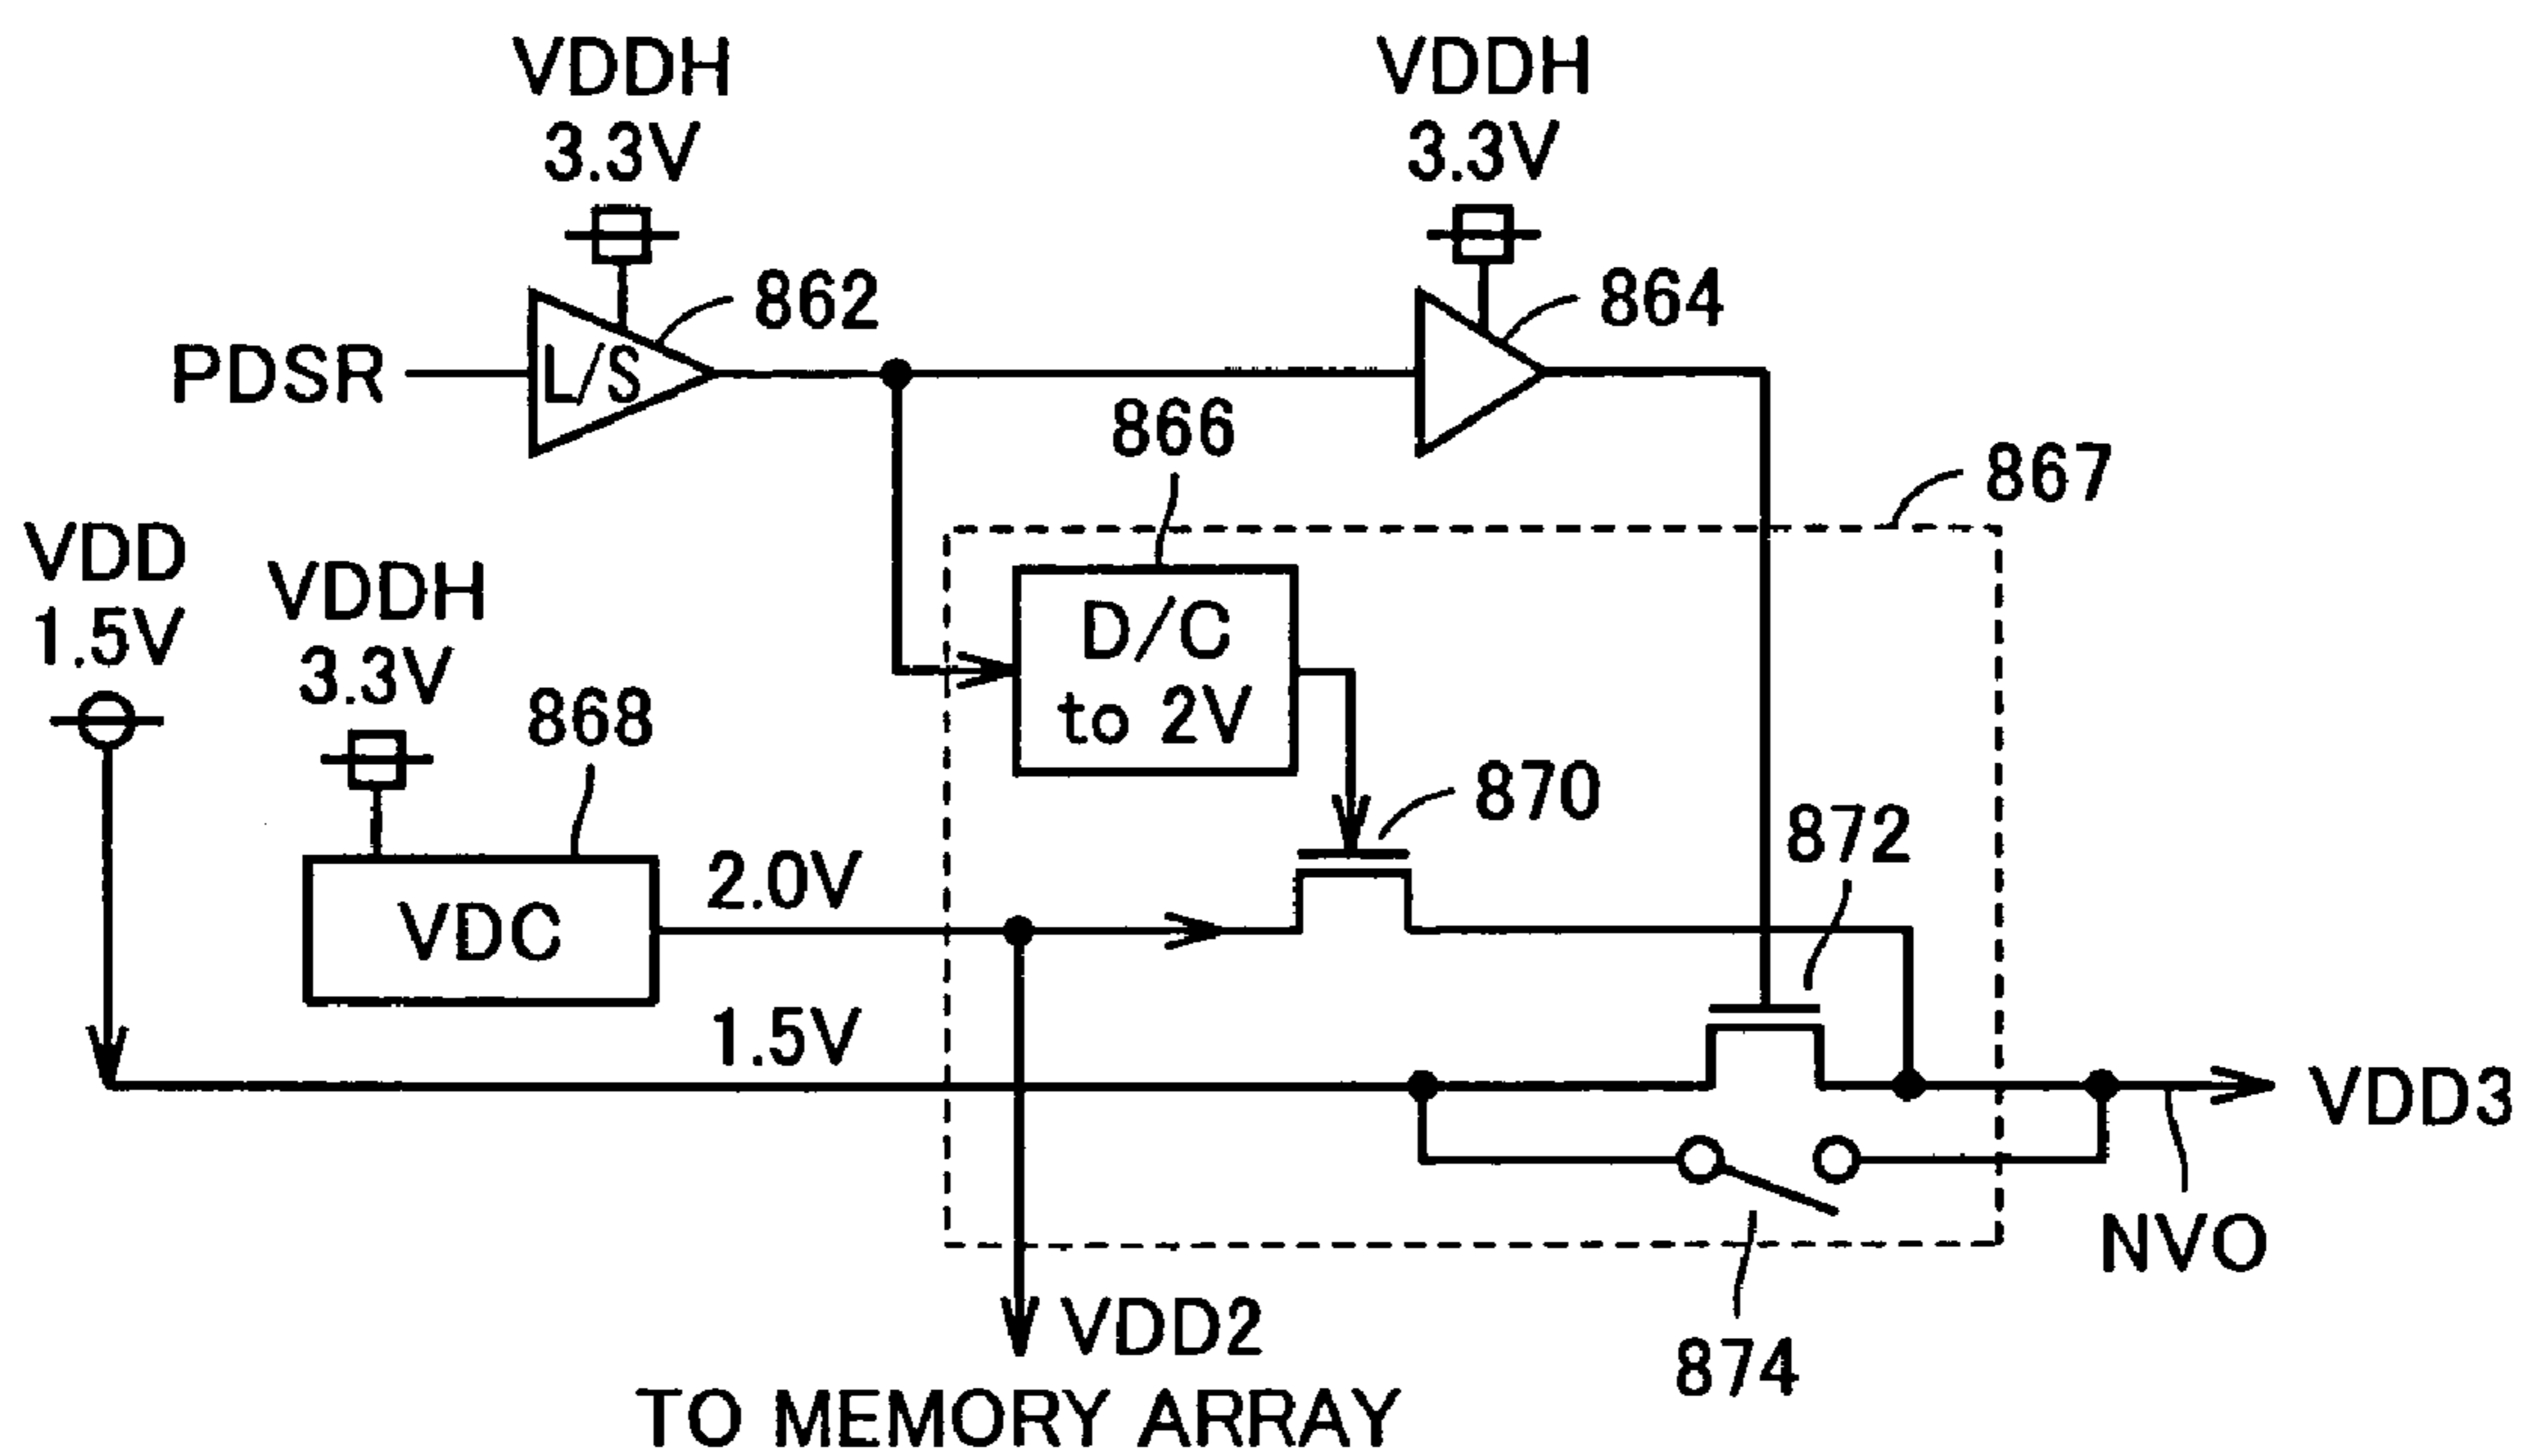 VDDH
3.3V
VDDH
3.3V
862
864
PDSR
L/S
866
867
VDD
1.5V
VDDH
3.3V
868
D/C
to 2V
870
872
2.0V
VDC
1.5V
VDD3
NVO
VDD2
874
TO MEMORY ARRAY